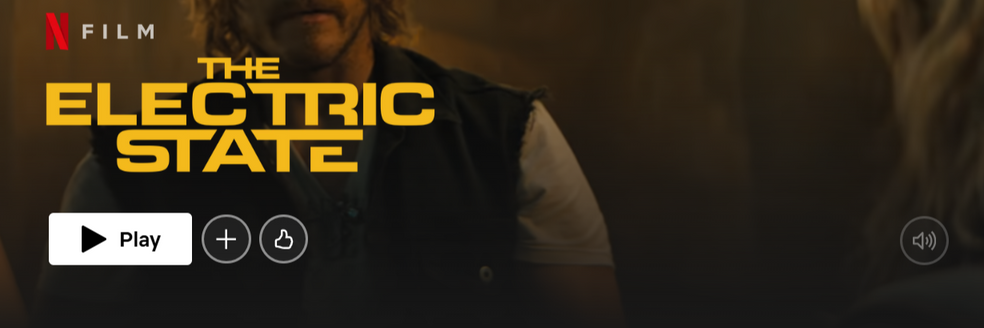 N FILM
THE
ELECTRIC
STATE
Play